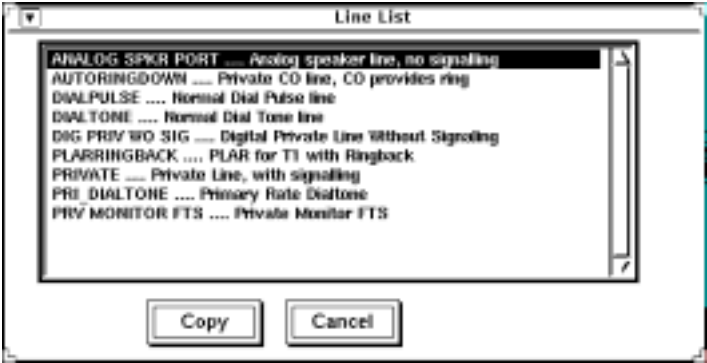 Line List
ANALOG SPKR PORT .... Analog speaker line, no signalling
AUTORINGDOWN .... Private CO line, CO provides ring
DIALPULSE .... Normal Dial Pulse line
DIALTONE .... Normal Dial Tone line
DIG PRIV WO SIG .... Digital Private Line Without Signaling
PLARRINGBACK .... PLAR for T1 with Ringback
PRIVATE .... Private Line, with signalling
PRI_DIALTONE .... Primary Rate Dialtone
PRV MONITOR FTS .... Private Monitor FTS
Copy
Cancel